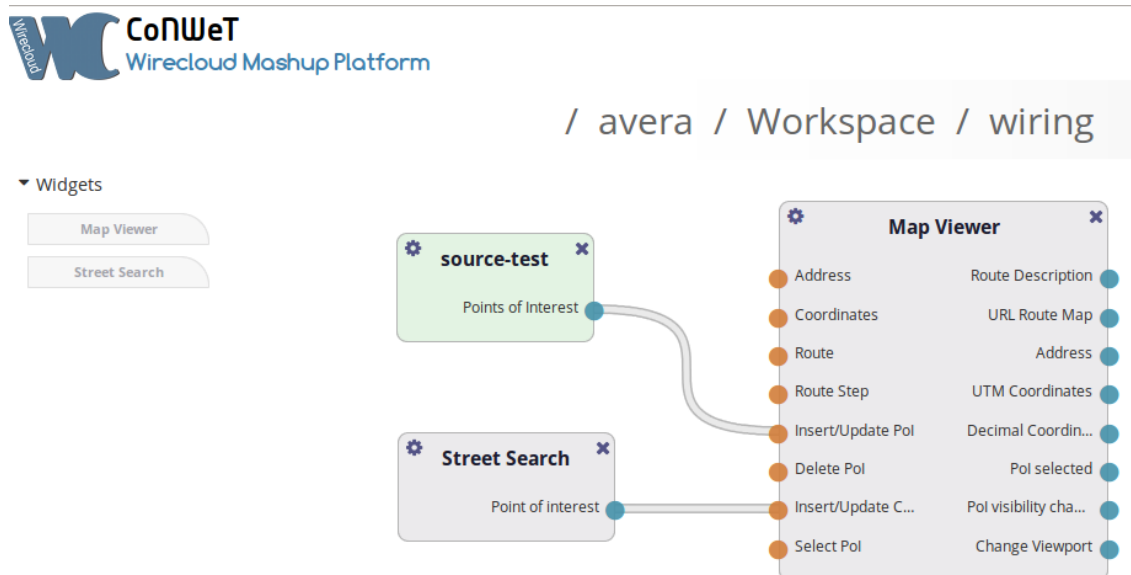 Wirecloud
WC
CoNWeT
Wirecloud Mashup Platform
/ avera / Workspace / wiring
Widgets
Map Viewer
Street Search
source-test
Points of Interest
Street Search
Point of interest
Map Viewer
Address Route Description
Coordinates URL Route Map
Route Address
Route Step UTM Coordinates
Insert/Update PoI Decimal Coordin...
Delete PoI PoI selected
Insert/Update C... PoI visibility cha...
Select PoI Change Viewport